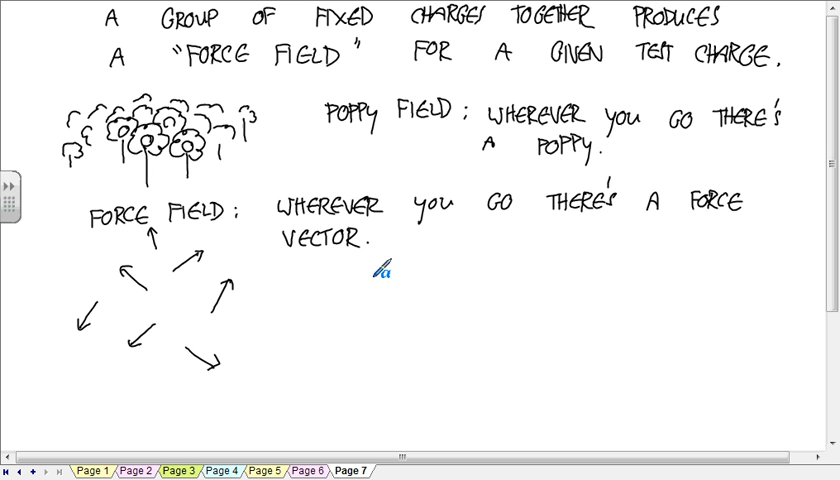 A GROUP OF FIXED CHARGES TOGETHER PRODUCES
A "FORCE FIELD" FOR A GIVEN TEST CHARGE.
POPPY FIELD: WHEREVER YOU GO THERE'S
A POPPY.
FORCE FIELD: WHEREVER YOU GO THERE'S A FORCE
VECTOR.
a
Page 1 Page 2 Page 3 Page 4 Page 5 Page 6 Page 7